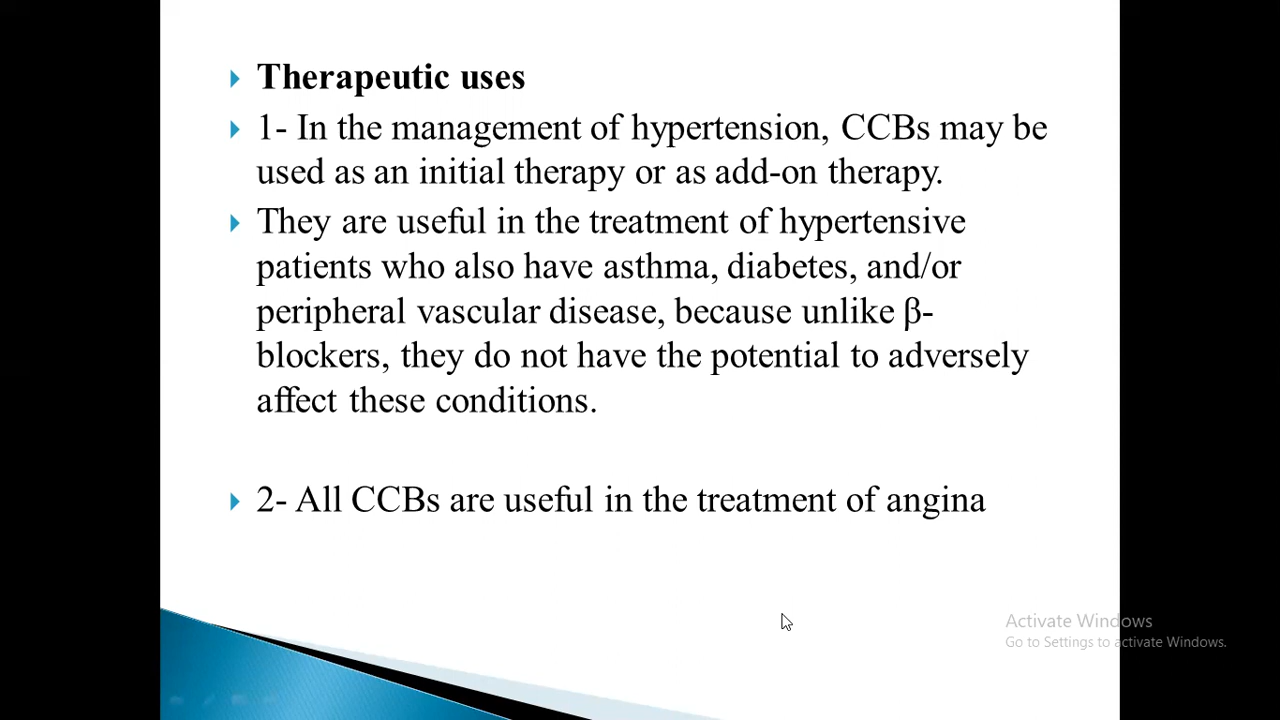 Therapeutic uses
1- In the management of hypertension, CCBs may be
used as an initial therapy or as add-on therapy.
They are useful in the treatment of hypertensive
patients who also have asthma, diabetes, and/or
peripheral vascular disease, because unlike β-
blockers, they do not have the potential to adversely
affect these conditions.
2- All CCBs are useful in the treatment of angina
Activate Windows
Go to Settings to activate Windows.